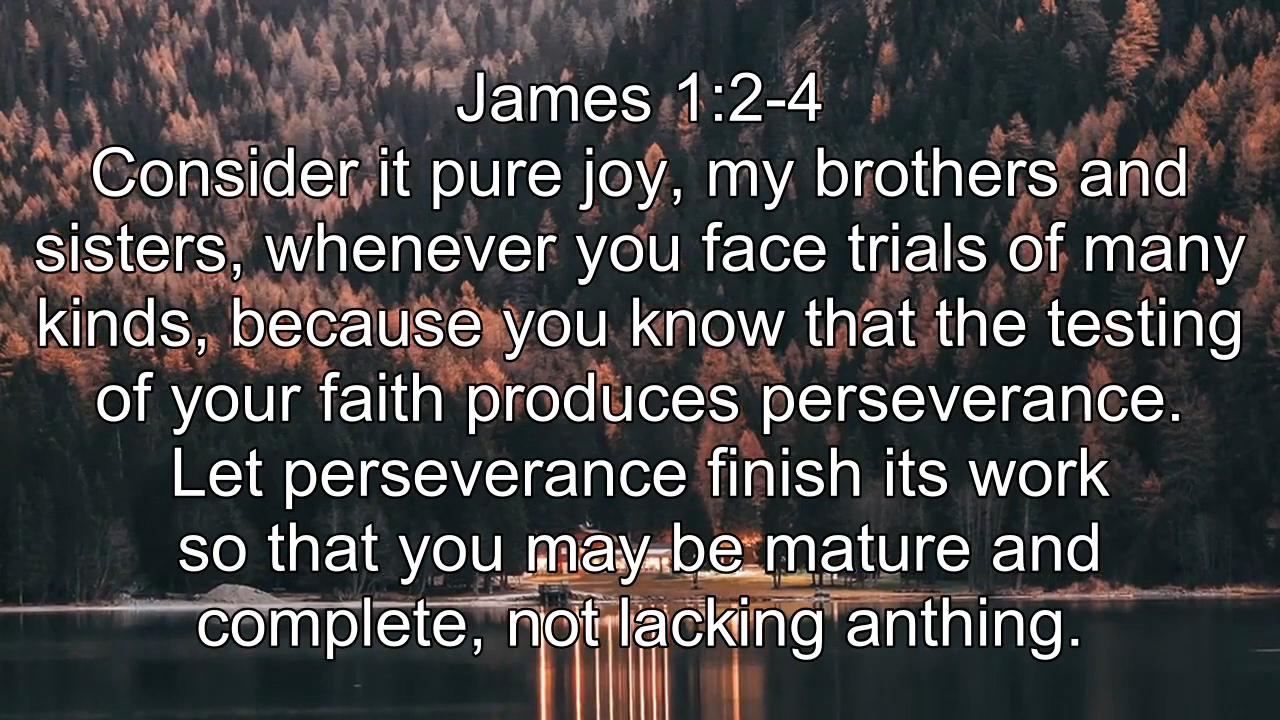 James 1:2-4
Consider it pure joy, my brothers and
sisters, whenever you face trials of many
kinds, because you know that the testing
of your faith produces perseverance.
Let perseverance finish its work
so that you may be mature and
complete, not lacking anthing.